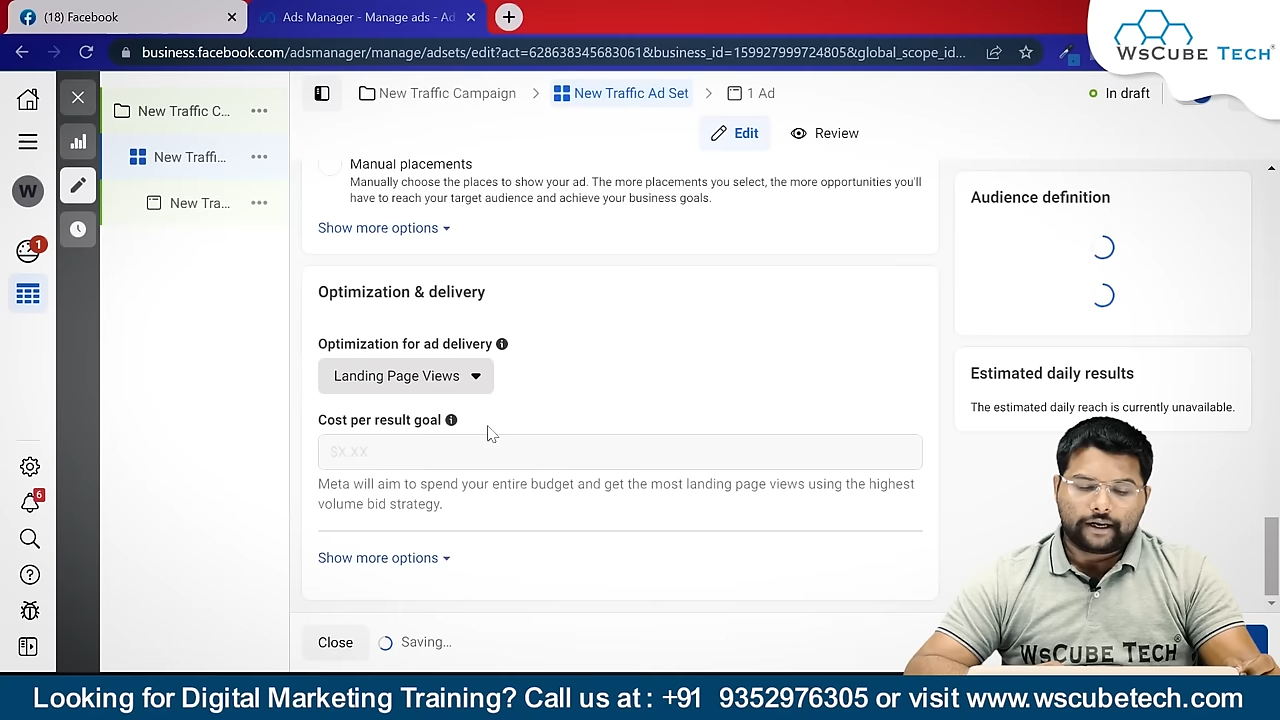 (18) Facebook
Ads Manager - Manage ads - Ad
business.facebook.com/adsmanager/manage/adsets/edit?act=628638345683061&business_id=159927999724805&global_scope_id...
WsCube Tech
New Traffic C...
New Traffi...
New Tra...
W
1
6
New Traffic Campaign > New Traffic Ad Set > 1 Ad
In draft
Edit
Review
Manual placements
Manually choose the places to show your ad. The more placements you select, the more opportunities you'll
have to reach your target audience and achieve your business goals.
Show more options
Optimization & delivery
Optimization for ad delivery
Landing Page Views
Cost per result goal
$X.XX
Meta will aim to spend your entire budget and get the most landing page views using the highest
volume bid strategy.
Show more options
Close
Saving...
Audience definition
Estimated daily results
The estimated daily reach is currently unavailable.
WsCube Tech
Looking for Digital Marketing Training? Call us at : +91 9352976305 or visit www.wscubetech.com